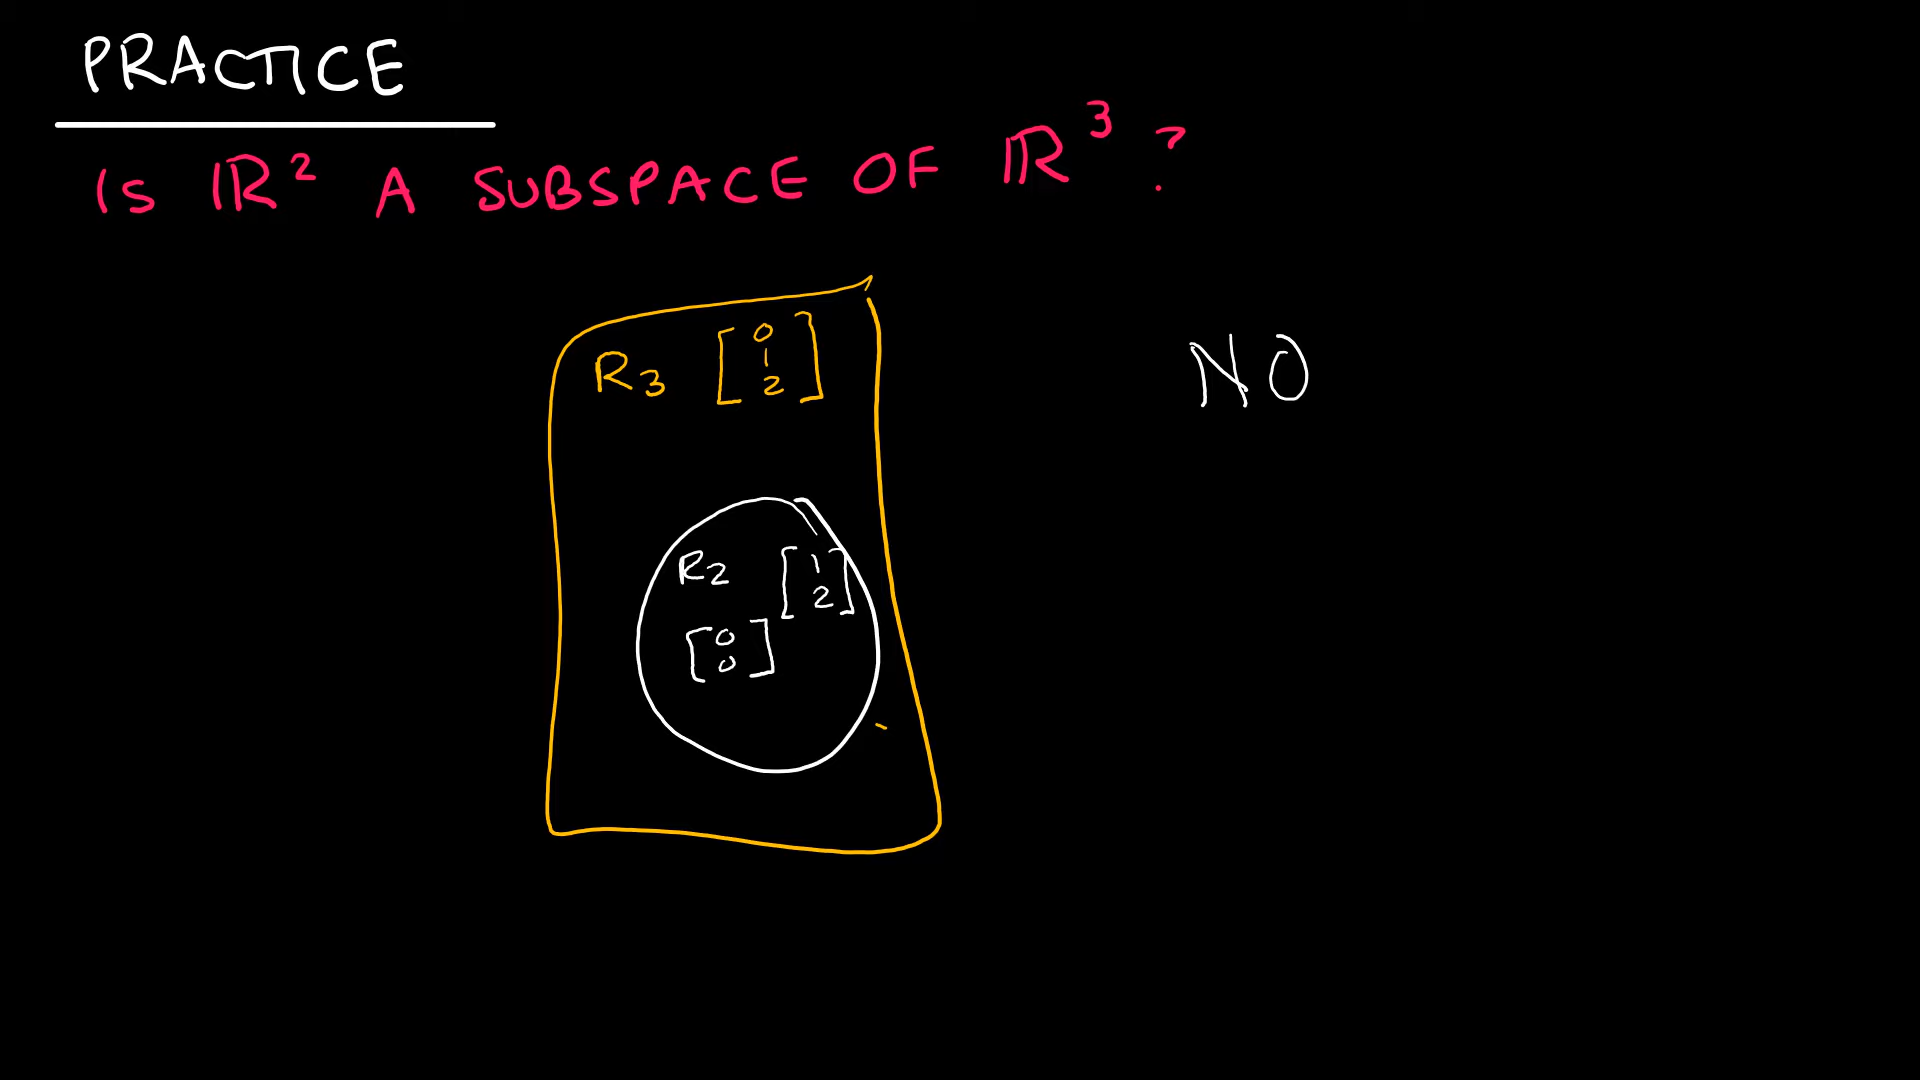 PRACTICE
IS ℝ² A SUBSPACE OF ℝ³ ?
R3 [0 1 2]
NO
R2 [1 2]
[0 0]